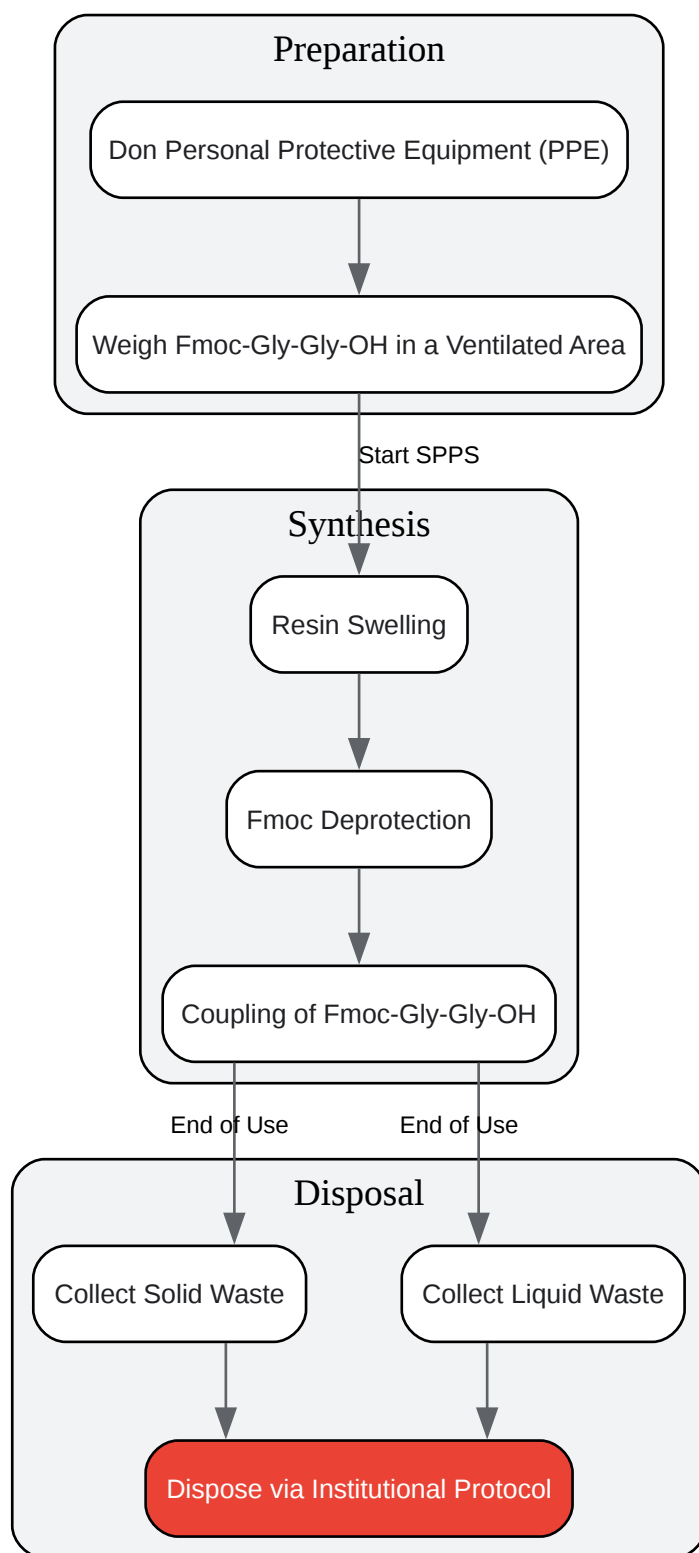 Preparation
Don Personal Protective Equipment (PPE)
Weigh Fmoc-Gly-Gly-OH in a Ventilated Area
Start SPPS
Synthesis
Resin Swelling
Fmoc Deprotection
Coupling of Fmoc-Gly-Gly-OH
End of Use
End of Use
Disposal
Collect Solid Waste
Collect Liquid Waste
Dispose via Institutional Protocol